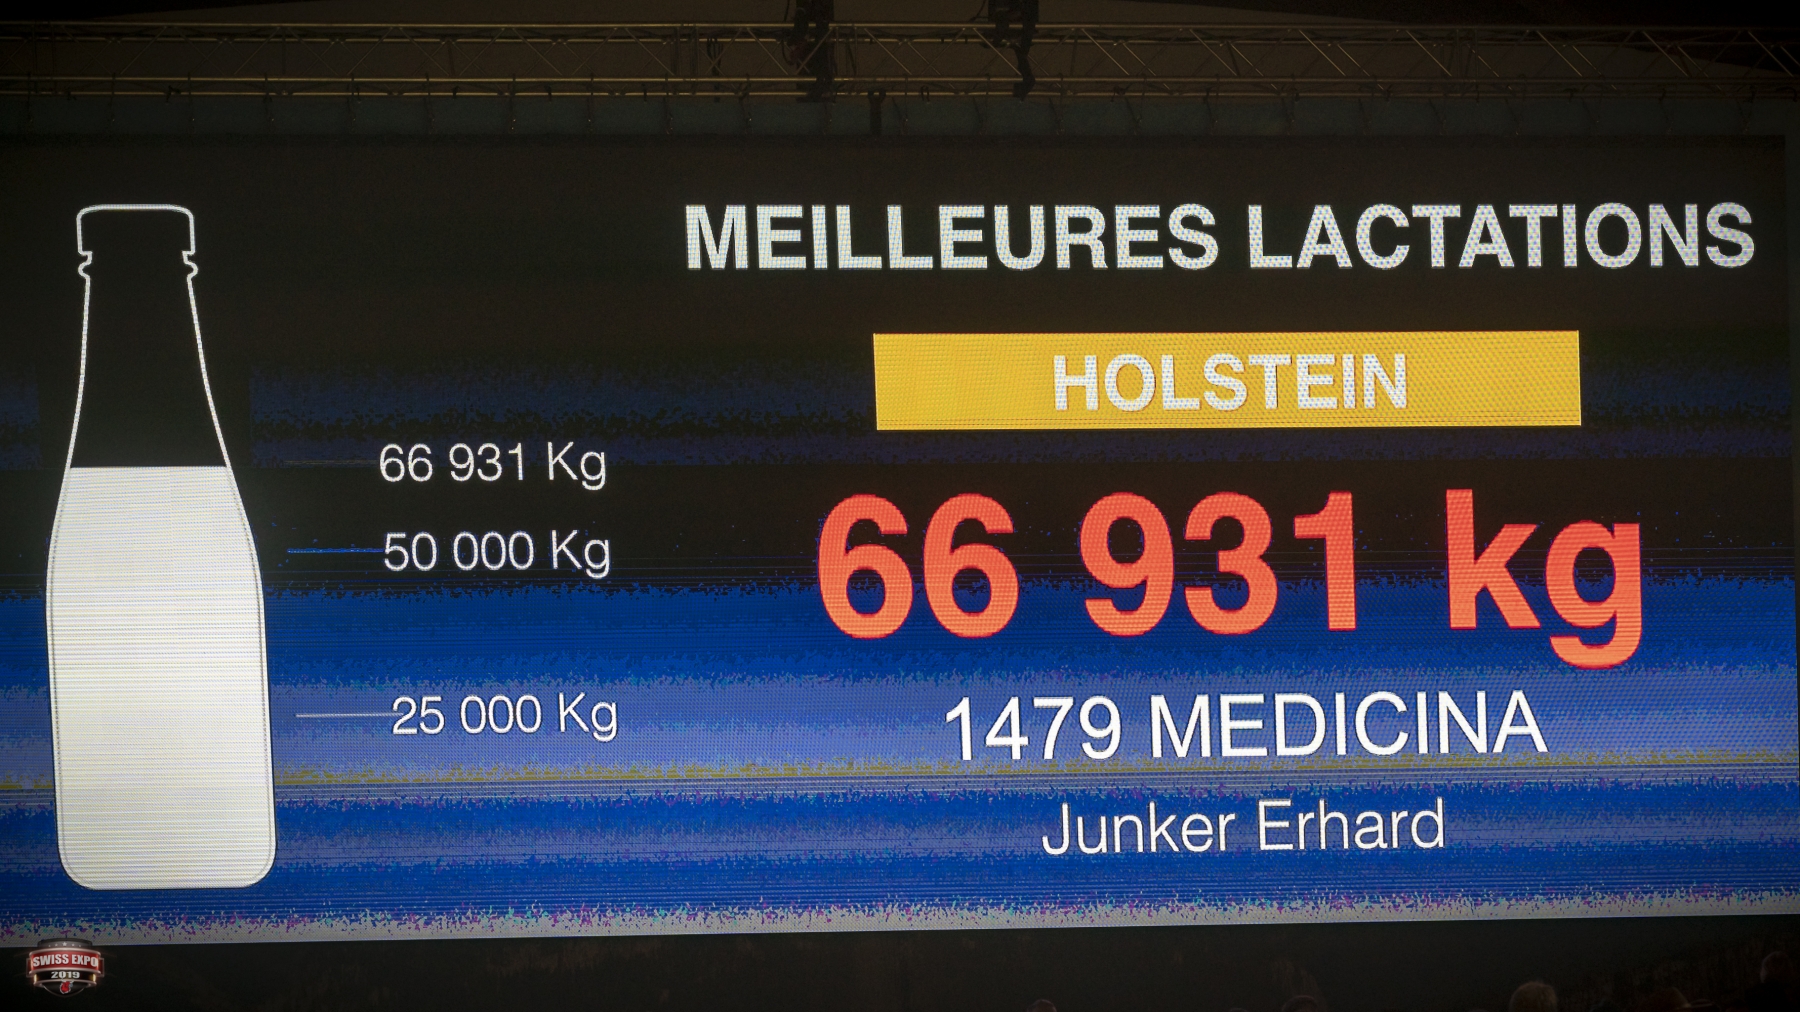 MEILLEURES LACTATIONS
HOLSTEIN
66 931 Kg
50 000 Kg
25 000 Kg
66 931 kg
1479 MEDICINA
Junker Erhard
SWISS EXPO
2019